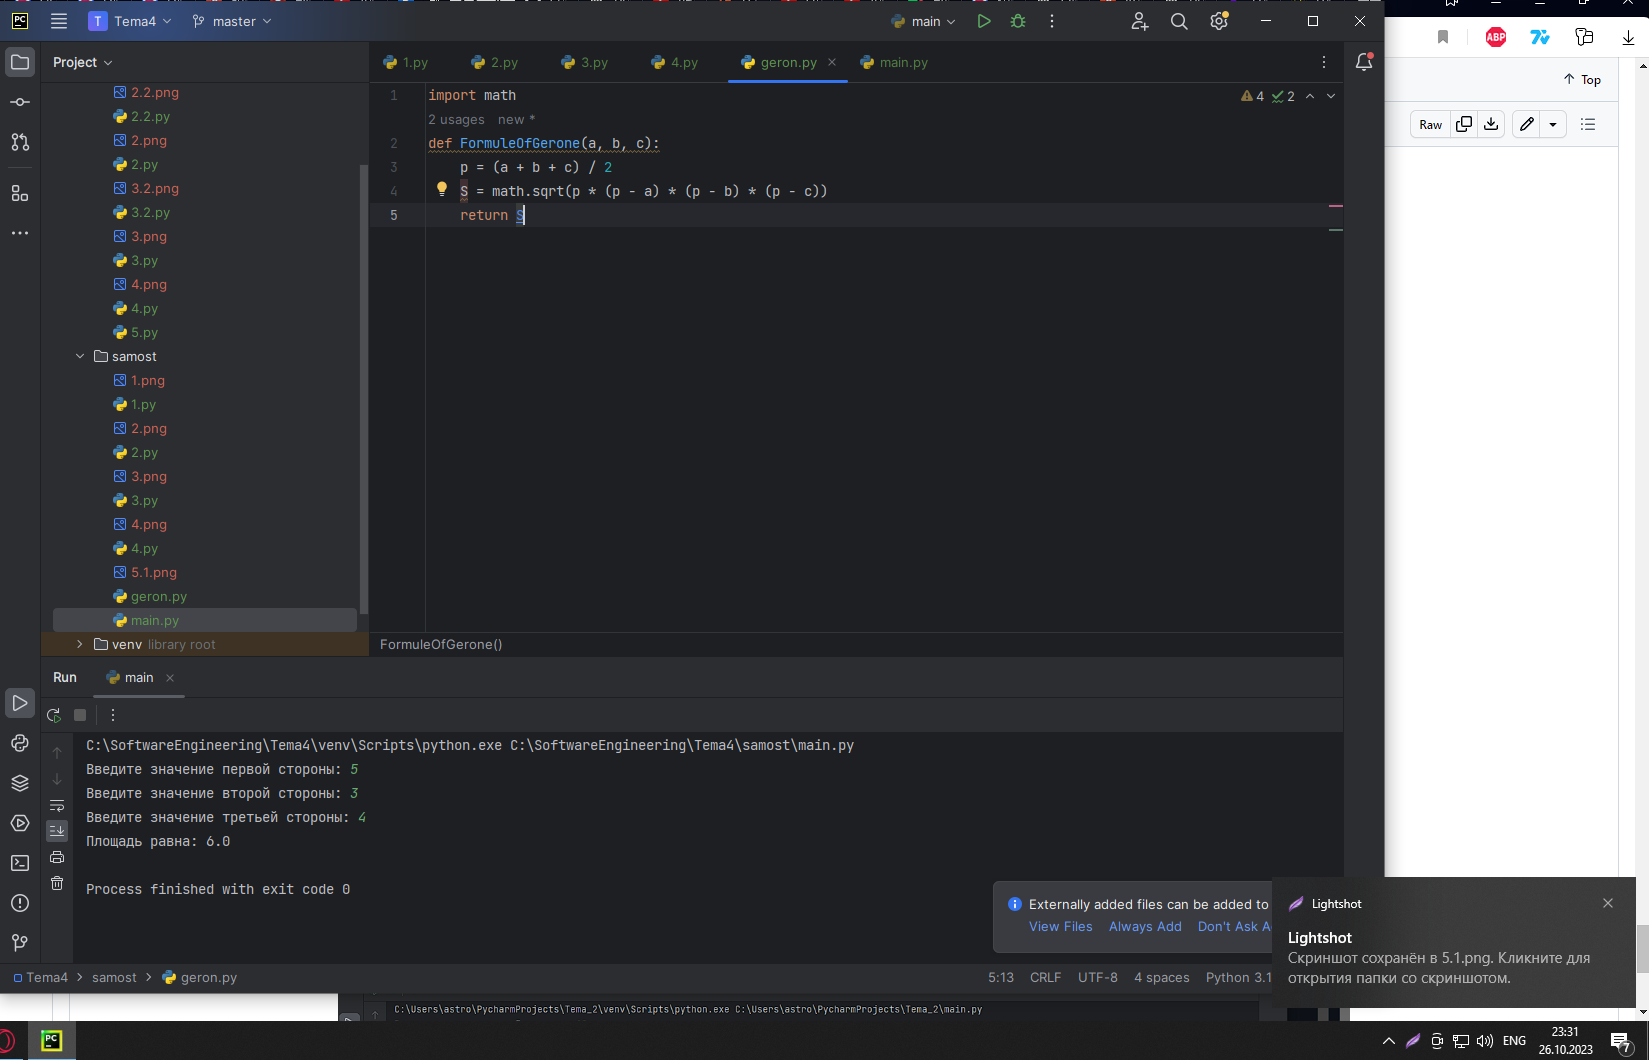 PC T Tema4 master main
Project 1.py 2.py 3.py 4.py geron.py main.py
Top
Raw
2.2.png
2.2.py
2.png
2.py
3.2.png
3.2.py
3.png
3.py
4.png
4.py
5.py
samost
1.png
1.py
2.png
2.py
3.png
3.py
4.png
4.py
5.1.png
geron.py
main.py
venv library root
1 import math
4 2
2 usages new *
2 def FormuleOfGerone(a, b, c):
3 p = (a + b + c) / 2
4 S = math.sqrt(p * (p - a) * (p - b) * (p - c))
5 return S
FormuleOfGerone()
Run main
C:\SoftwareEngineering\Tema4\venv\Scripts\python.exe C:\SoftwareEngineering\Tema4\samost\main.py
Введите значение первой стороны: 5
Введите значение второй стороны: 3
Введите значение третьей стороны: 4
Площадь равна: 6.0
Process finished with exit code 0
Externally added files can be added to
View Files Always Add Don't Ask A
Lightshot
Lightshot
Скриншот сохранён в 5.1.png. Кликните для
открытия папки со скриншотом.
Tema4 samost geron.py
5:13 CRLF UTF-8 4 spaces Python 3.1
C:\Users\astro\PycharmProjects\Tema_2\venv\Scripts\python.exe C:\Users\astro\PycharmProjects\Tema_2\main.py
PC
ENG
23:31
26.10.2023
7
ABP